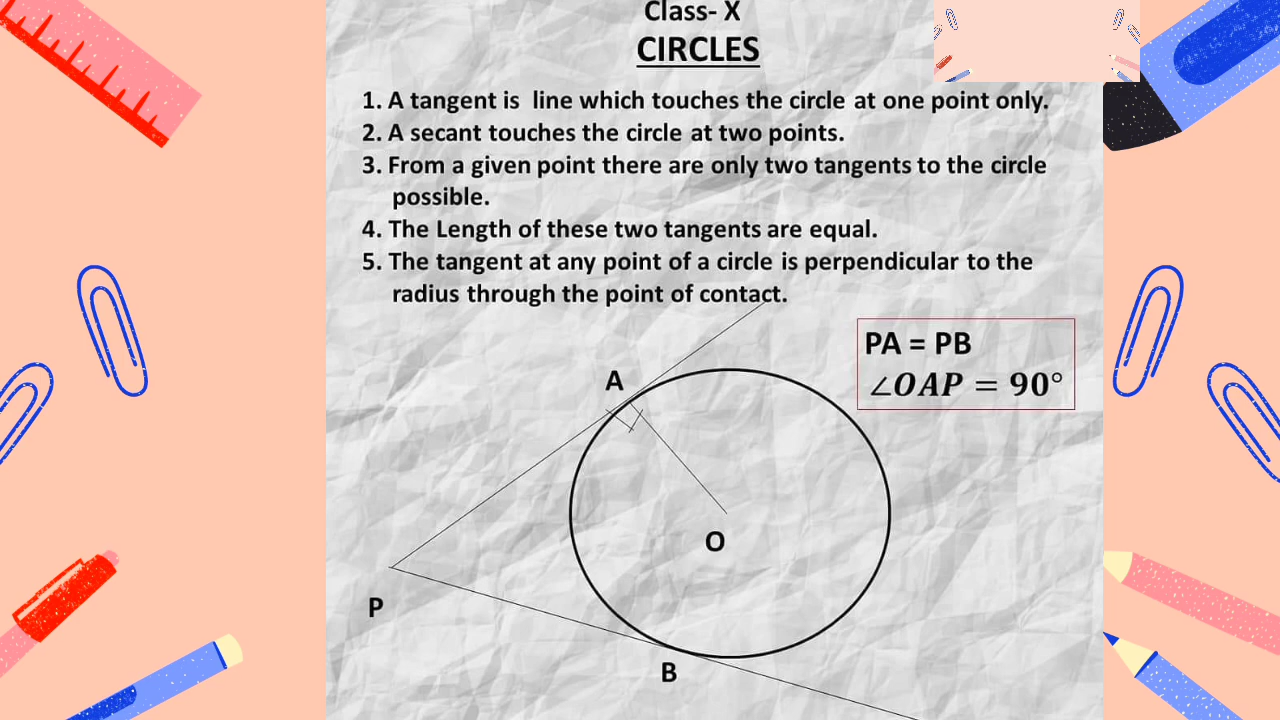 Class- X
CIRCLES
1. A tangent is  line which touches the circle at one point only.
2. A secant touches the circle at two points.
3. From a given point there are only two tangents to the circle
possible.
4. The Length of these two tangents are equal.
5. The tangent at any point of a circle is perpendicular to the
radius through the point of contact.
PA = PB
∠OAP = 90°
A
O
P
B